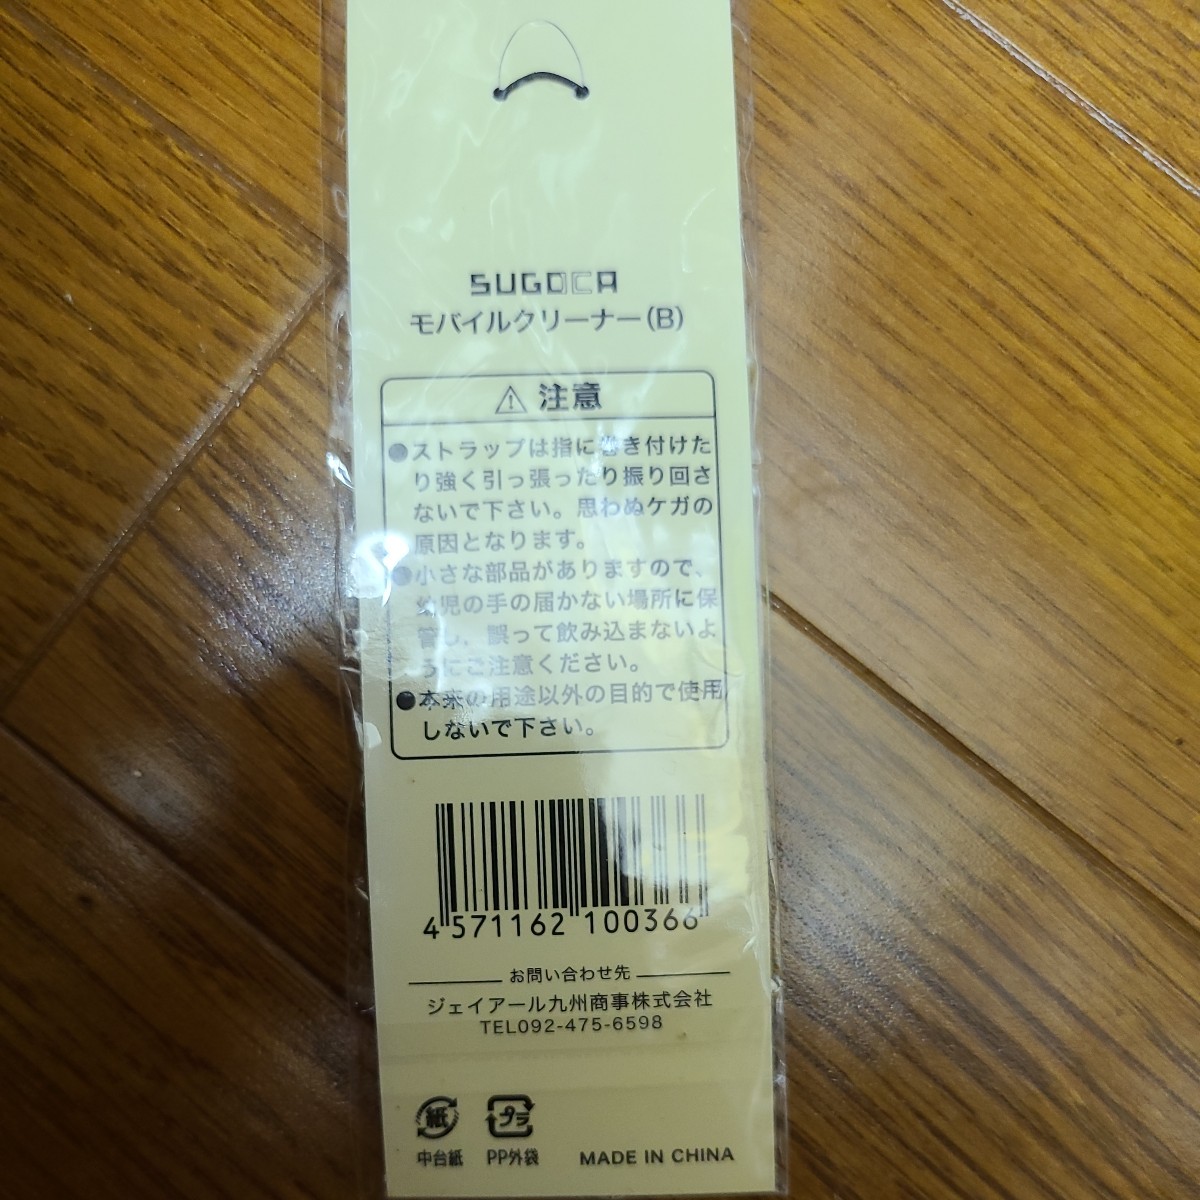 SUGOCA
モバイルクリーナー(B)
⚠ 注意
●ストラップは指に巻き付けた
り強く引っ張ったり振り回さ
ないで下さい。思わぬケガの
原因となります。
●小さな部品がありますので、
幼児の手の届かない場所に保
管し、誤って飲み込まないよ
うにご注意ください。
●本来の用途以外の目的で使用
しないで下さい。
4 571162 100366
お問い合わせ先
ジェイアール九州商事株式会社
TEL092-475-6598
紙 プラ
中台紙 PP外袋 MADE IN CHINA